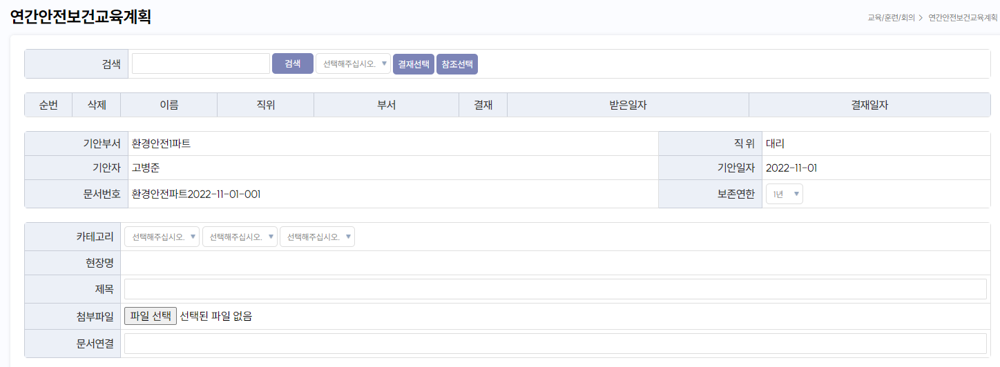 연간안전보건교육계획
교육/훈련/회의 > 연간안전보건교육계획
검색 검색 선택해주십시오. 결재선택 참조선택
순번 삭제 이름 직위 부서 결재 받은일자 결재일자
기안부서 환경안전1파트 직 위 대리
기안자 고병준 기안일자 2022-11-01
문서번호 환경안전파트2022-11-01-001 보존연한 1년
카테고리 선택해주십시오. 선택해주십시오. 선택해주십시오.
현장명
제목
첨부파일 파일 선택 선택된 파일 없음
문서연결